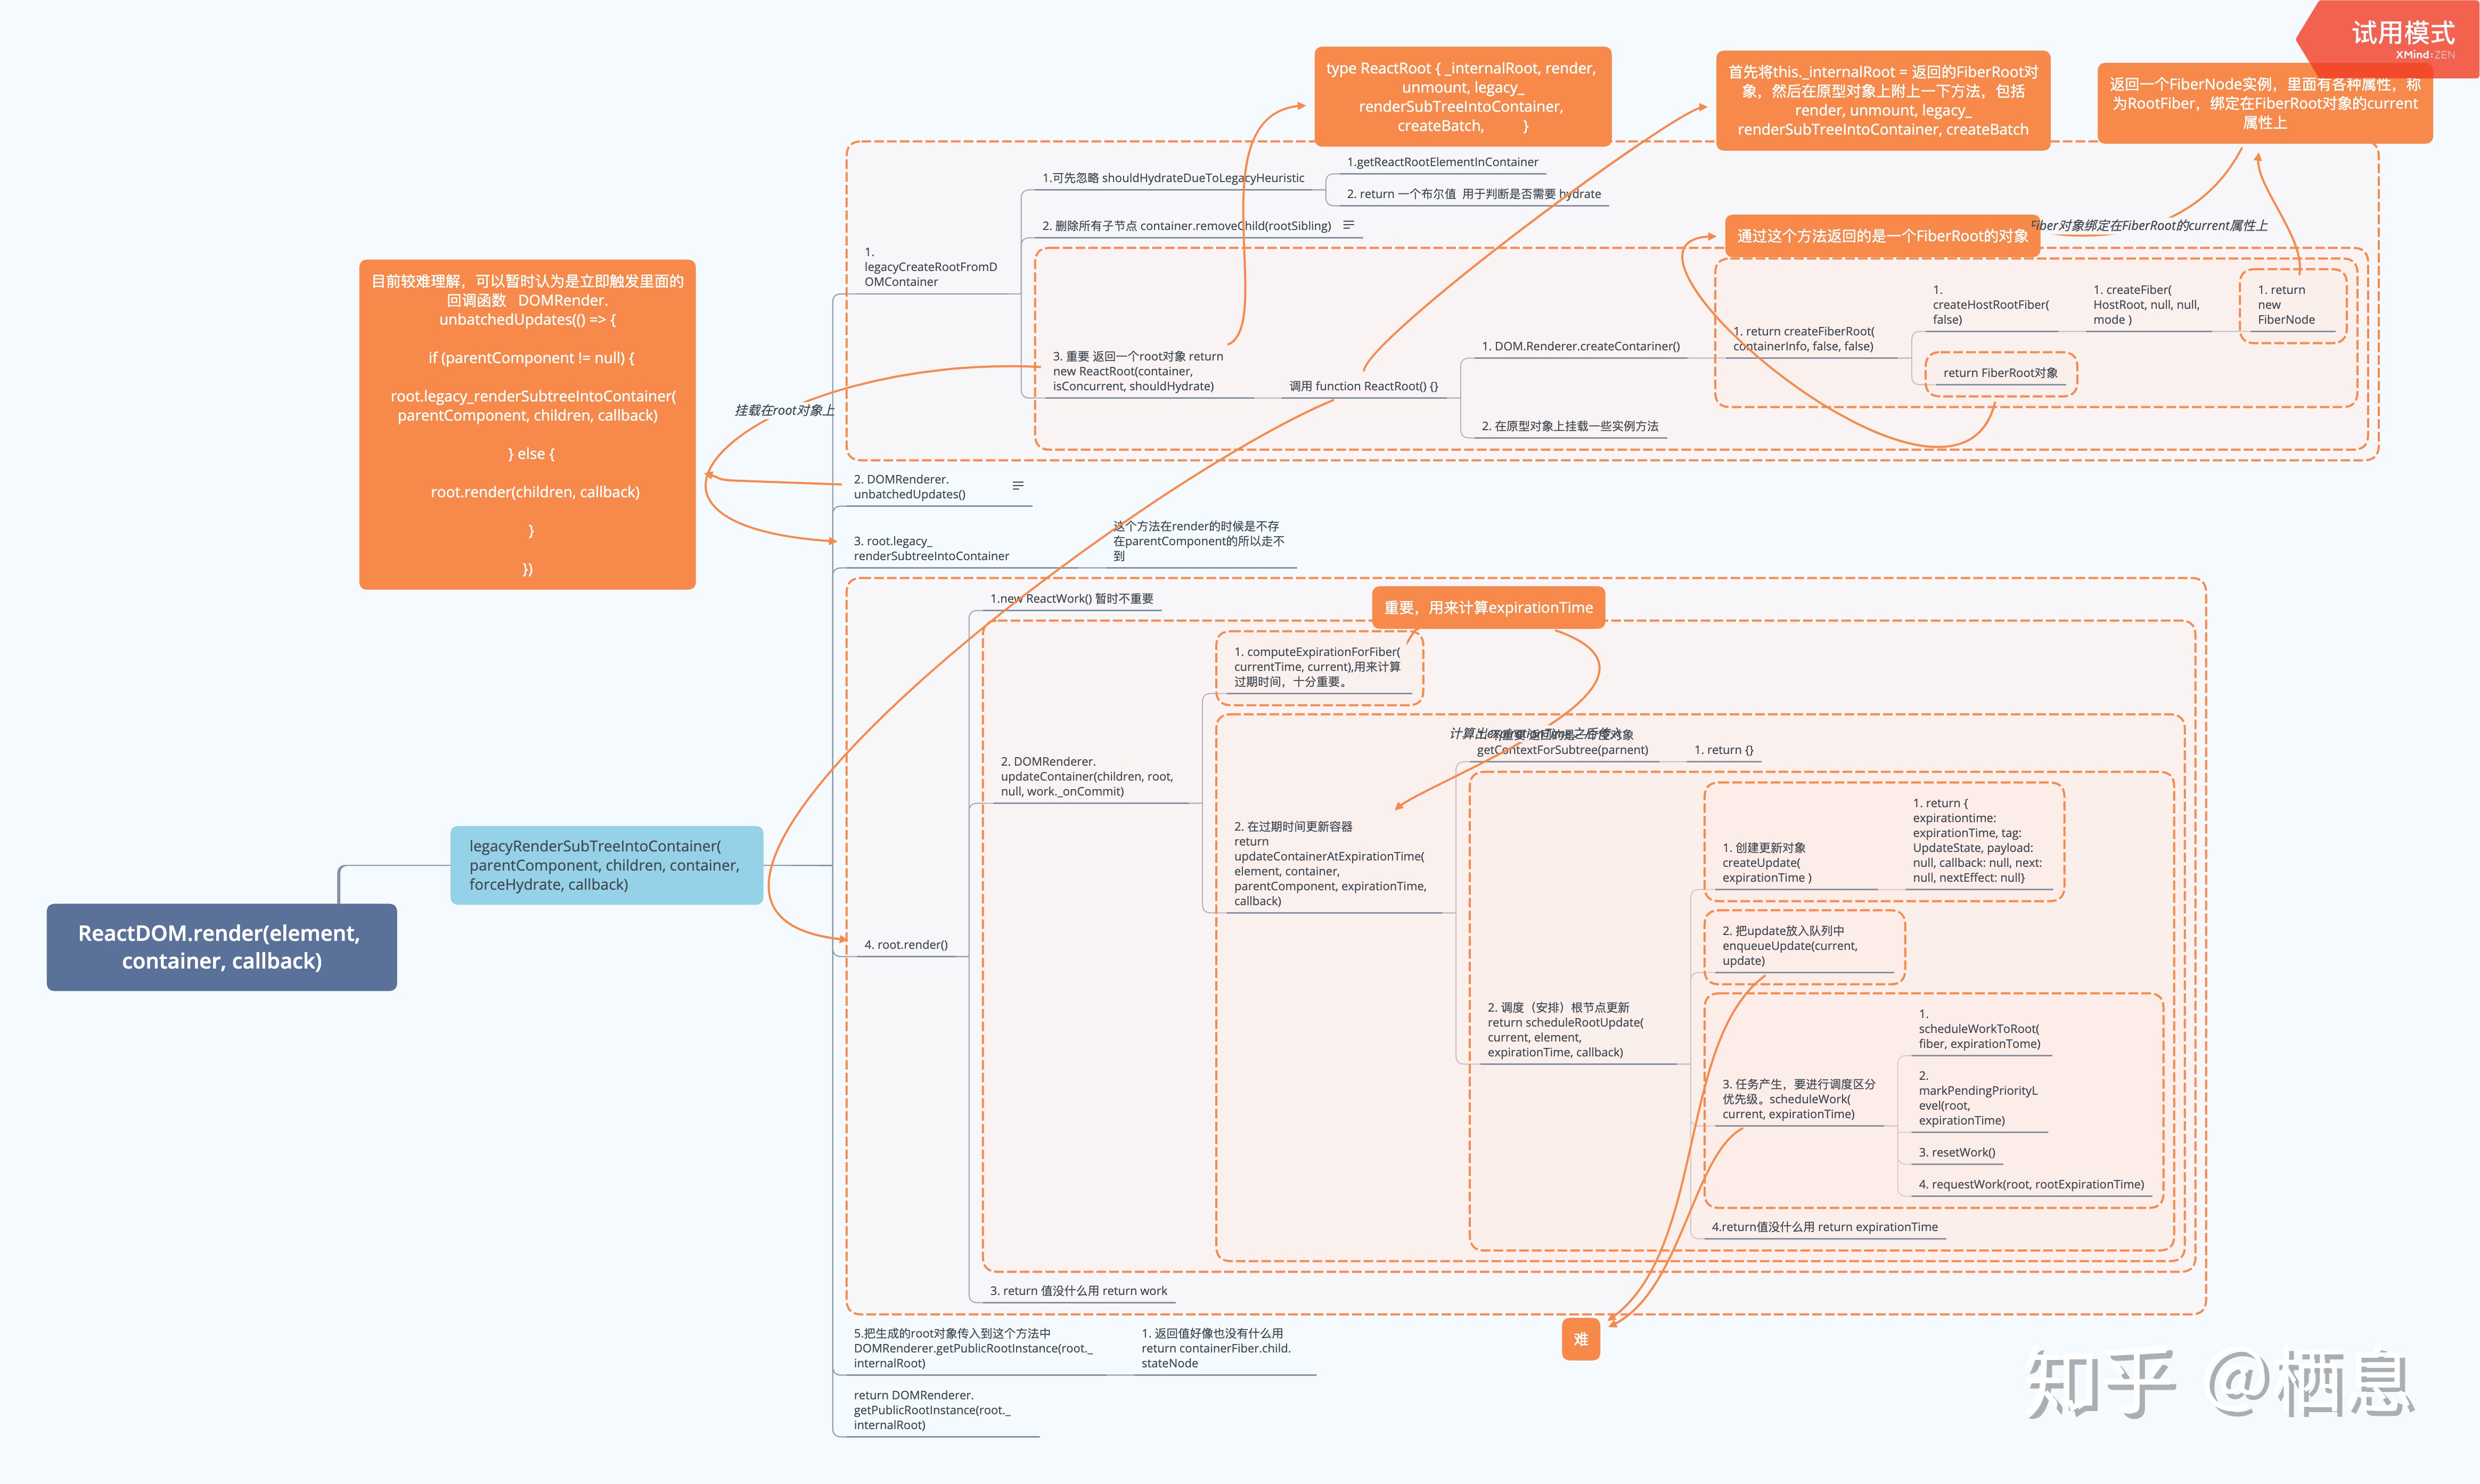 试用模式
XMind:ZEN
type ReactRoot { _internalRoot, render,
unmount, legacy_
renderSubTreeIntoContainer,
createBatch, }
首先将this._internalRoot = 返回的FiberRoot对
象，然后在原型对象上附上一下方法，包括
render, unmount, legacy_
renderSubTreeIntoContainer, createBatch
返回一个FiberNode实例，里面有各种属性，称
为RootFiber，绑定在FiberRoot对象的current
属性上
1.可先忽略 shouldHydrateDueToLegacyHeuristic
1.getReactRootElementInContainer
2. return 一个布尔值 用于判断是否需要 hydrate
2. 删除所有子节点 container.removeChild(rootSibling)
通过这个方法返回的是一个FiberRoot的对象
Fiber对象绑定在FiberRoot的current属性上
1.
legacyCreateRootFromD
OMContainer
目前较难理解，可以暂时认为是立即触发里面的
回调函数 DOMRender.
unbatchedUpdates(() => {
if (parentComponent != null) {
root.legacy_renderSubtreeIntoContainer(
parentComponent, children, callback)
} else {
root.render(children, callback)
}
})
挂载在root对象上
3. 重要 返回一个root对象 return
new ReactRoot(container,
isConcurrent, shouldHydrate)
调用 function ReactRoot() {}
1. DOM.Renderer.createContariner()
1. return createFiberRoot(
containerInfo, false, false)
1.
createHostRootFiber(
false)
1. createFiber(
HostRoot, null, null,
mode )
1. return
new
FiberNode
return FiberRoot对象
2. 在原型对象上挂载一些实例方法
2. DOMRenderer.
unbatchedUpdates()
3. root.legacy_
renderSubtreeIntoContainer
这个方法在render的时候是不存
在parentComponent的所以走不
到
1.new ReactWork() 暂时不重要
重要，用来计算expirationTime
1. computeExpirationForFiber(
currentTime, current),用来计算
过期时间，十分重要。
2. DOMRenderer.
updateContainer(children, root,
null, work._onCommit)
计算出expirationTime之后传入
getContextForSubtree(parnent)
1. return {}
2. 在过期时间更新容器
return
updateContainerAtExpirationTime(
element, container,
parentComponent, expirationTime,
callback)
1. 创建更新对象
createUpdate(
expirationTime )
1. return {
expirationtime:
expirationTime, tag:
UpdateState, payload:
null, callback: null, next:
null, nextEffect: null}
legacyRenderSubTreeIntoContainer(
parentComponent, children, container,
forceHydrate, callback)
ReactDOM.render(element,
container, callback)
4. root.render()
2. 把update放入队列中
enqueueUpdate(current,
update)
2. 调度（安排）根节点更新
return scheduleRootUpdate(
current, element,
expirationTime, callback)
3. 任务产生，要进行调度区分
优先级。scheduleWork(
current, expirationTime)
1.
scheduleWorkToRoot(
fiber, expirationTome)
2.
markPendingPriorityL
evel(root,
expirationTime)
3. resetWork()
4. requestWork(root, rootExpirationTime)
4.return值没什么用 return expirationTime
3. return 值没什么用 return work
难
5.把生成的root对象传入到这个方法中
DOMRenderer.getPublicRootInstance(root._
internalRoot)
1. 返回值好像也没有什么用
return containerFiber.child.
stateNode
return DOMRenderer.
getPublicRootInstance(root._
internalRoot)
知乎 @栖息